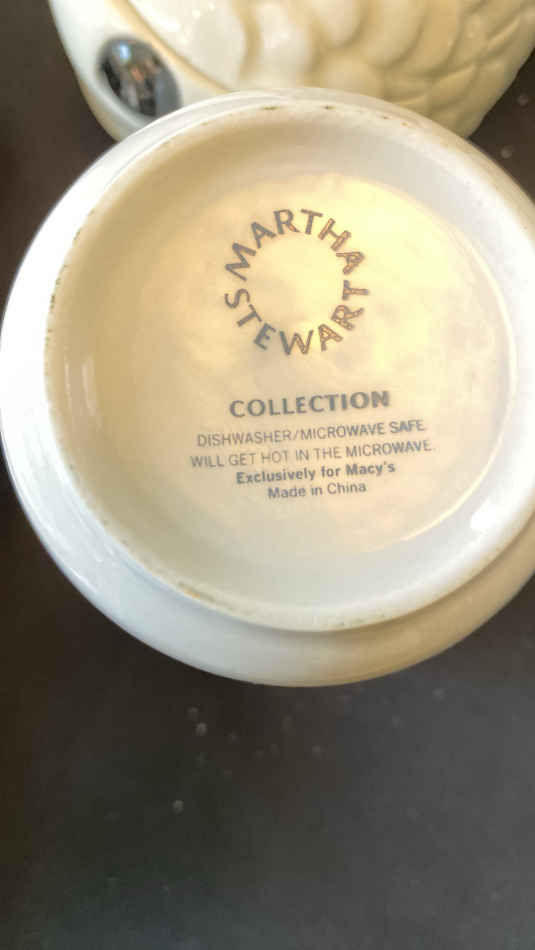 MARTHA STEWART
COLLECTION
DISHWASHER/MICROWAVE SAFE.
WILL GET HOT IN THE MICROWAVE.
Exclusively for Macy's
Made in China